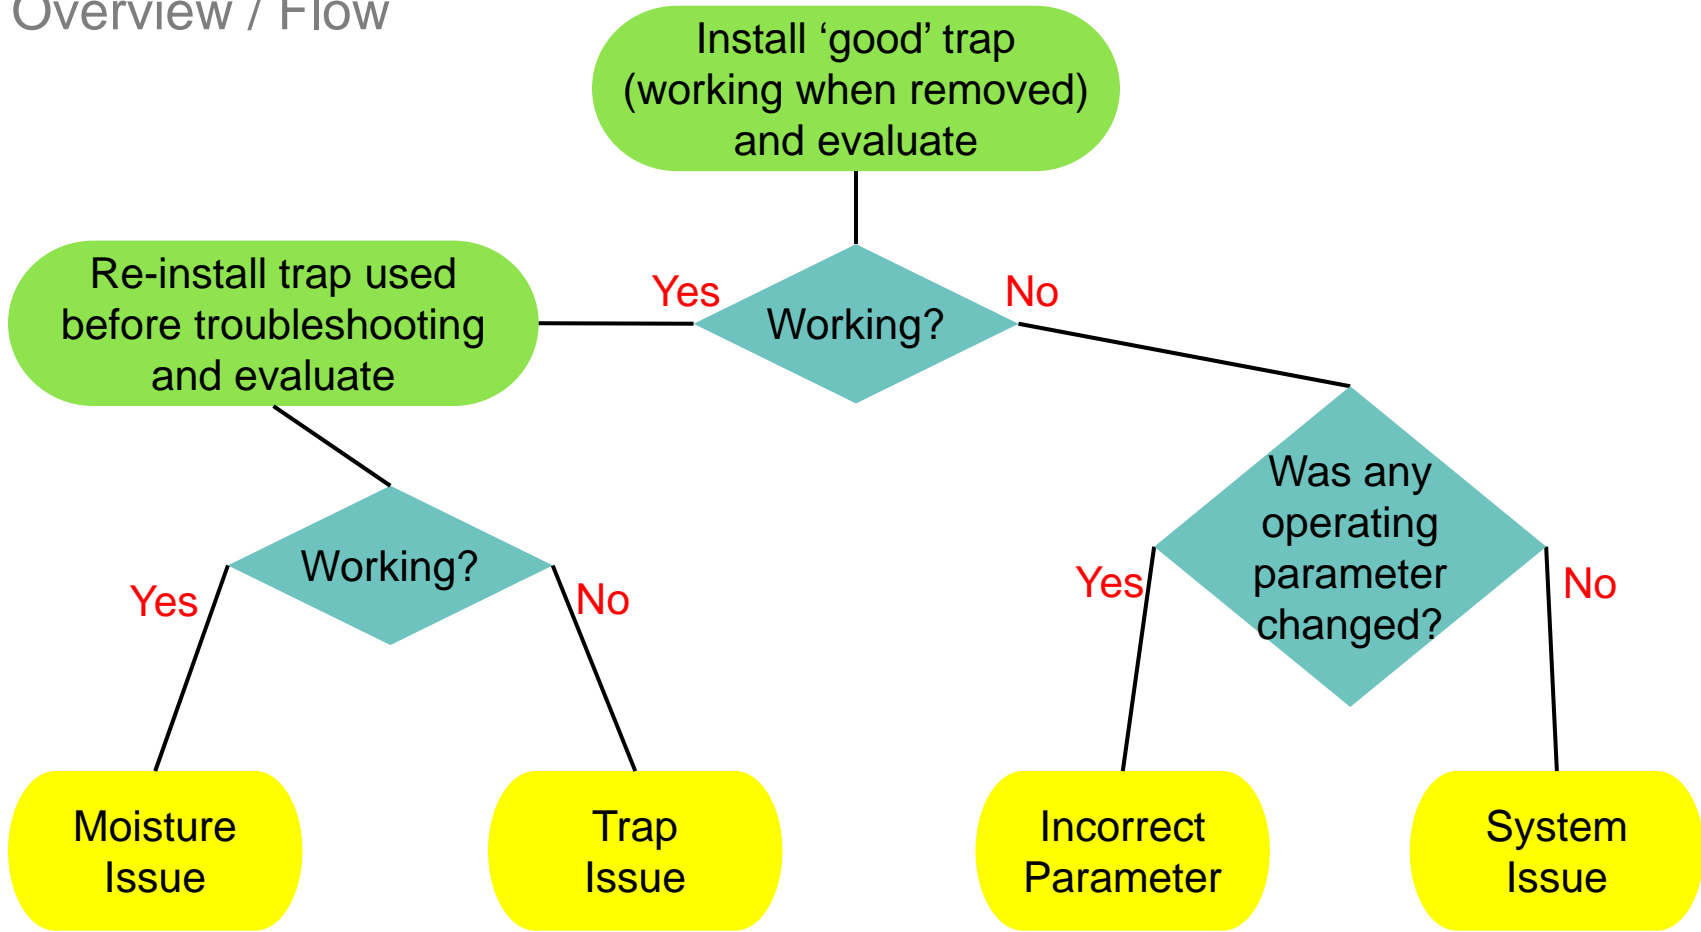 Overview / Flow
Install ‘good’ trap
(working when removed)
and evaluate
Re-install trap used
before troubleshooting
and evaluate
Yes
Working?
No
Was any
operating
parameter
changed?
Yes
Working?
No
Yes
No
Moisture
Issue
Trap
Issue
Incorrect
Parameter
System
Issue